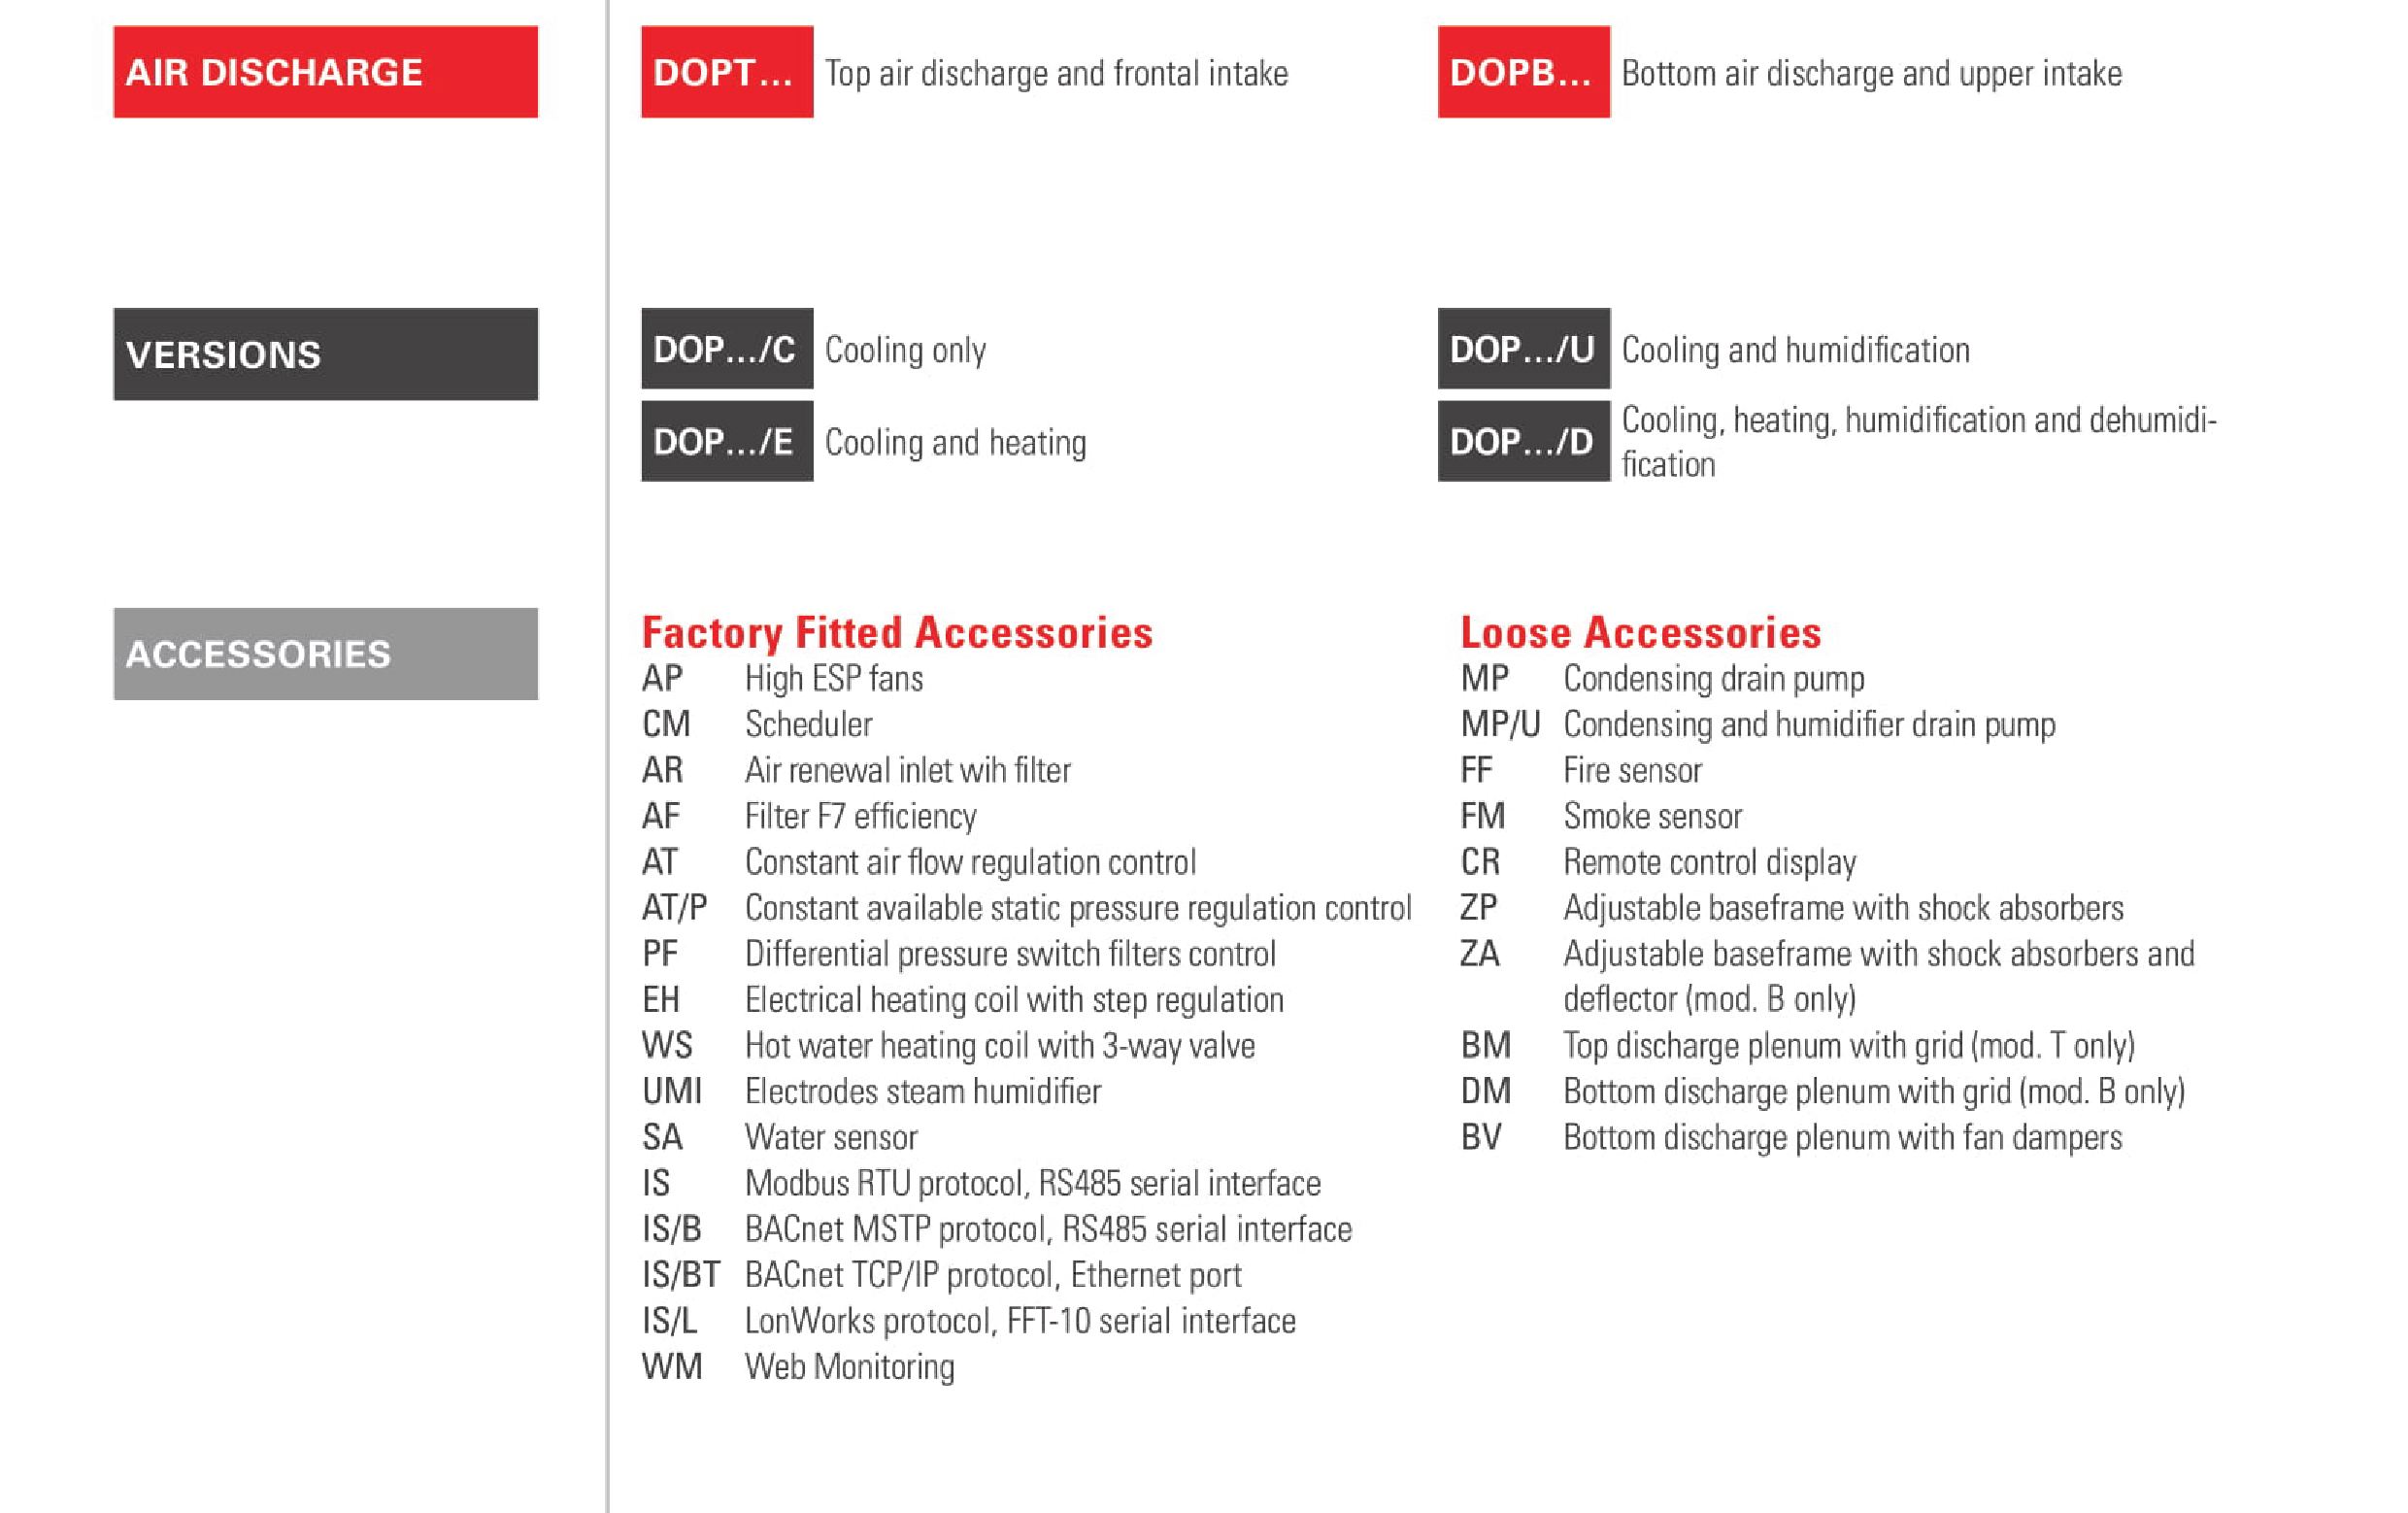 AIR DISCHARGE
DOPT... Top air discharge and frontal intake
DOPB... Bottom air discharge and upper intake
VERSIONS
DOP.../C Cooling only
DOP.../U Cooling and humidification
DOP.../E Cooling and heating
DOP.../D Cooling, heating, humidification and dehumidi-
fication
ACCESSORIES
Factory Fitted Accessories
AP High ESP fans
CM Scheduler
AR Air renewal inlet wih filter
AF Filter F7 efficiency
AT Constant air flow regulation control
AT/P Constant available static pressure regulation control
PF Differential pressure switch filters control
EH Electrical heating coil with step regulation
WS Hot water heating coil with 3-way valve
UMI Electrodes steam humidifier
SA Water sensor
IS Modbus RTU protocol, RS485 serial interface
IS/B BACnet MSTP protocol, RS485 serial interface
IS/BT BACnet TCP/IP protocol, Ethernet port
IS/L LonWorks protocol, FFT-10 serial interface
WM Web Monitoring
Loose Accessories
MP Condensing drain pump
MP/U Condensing and humidifier drain pump
FF Fire sensor
FM Smoke sensor
CR Remote control display
ZP Adjustable baseframe with shock absorbers
ZA Adjustable baseframe with shock absorbers and
deflector (mod. B only)
BM Top discharge plenum with grid (mod. T only)
DM Bottom discharge plenum with grid (mod. B only)
BV Bottom discharge plenum with fan dampers